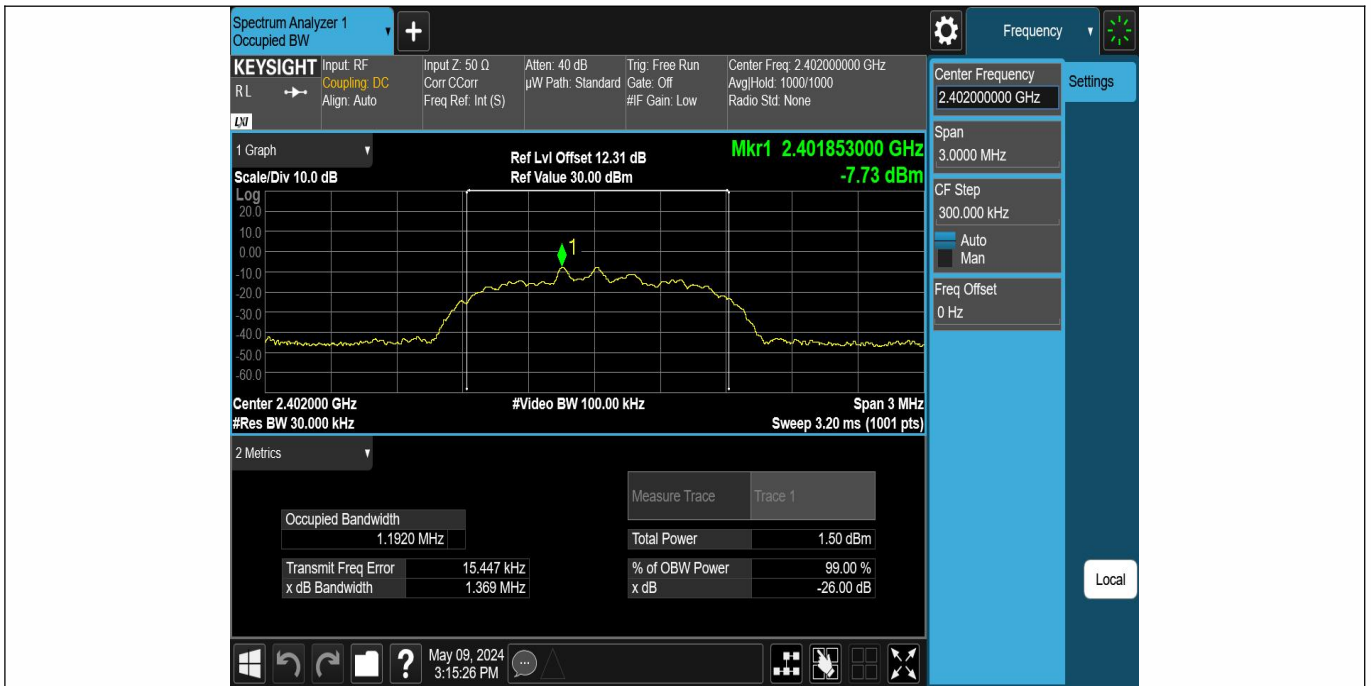 Spectrum Analyzer 1
Occupied BW
+
Frequency
KEYSIGHT
RL
LXI
Input: RF
Coupling: DC
Align: Auto
Input Z: 50 Ω
Corr CCorr
Freq Ref: Int (S)
Atten: 40 dB
µW Path: Standard
Trig: Free Run
Gate: Off
#IF Gain: Low
Center Freq: 2.402000000 GHz
Avg|Hold: 1000/1000
Radio Std: None
Center Frequency
2.402000000 GHz
Settings
Span
3.0000 MHz
CF Step
300.000 kHz
Auto
Man
Freq Offset
0 Hz
Local
1 Graph
Scale/Div 10.0 dB
Ref Lvl Offset 12.31 dB
Ref Value 30.00 dBm
Mkr1 2.401853000 GHz
-7.73 dBm
Log
20.0
10.0
0.00
-10.0
-20.0
-30.0
-40.0
-50.0
-60.0
1
Center 2.402000 GHz
#Video BW 100.00 kHz
Span 3 MHz
#Res BW 30.000 kHz
Sweep 3.20 ms (1001 pts)
2 Metrics
Measure Trace Trace 1
Occupied Bandwidth
1.1920 MHz
Total Power 1.50 dBm
Transmit Freq Error 15.447 kHz
% of OBW Power 99.00 %
x dB Bandwidth 1.369 MHz
x dB -26.00 dB
?
May 09, 2024
3:15:26 PM